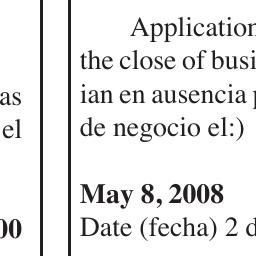 as
el
00
Application
the close of busi
ian en ausencia
de negocio el:)
May 8, 2008
Date (fecha) 2 d